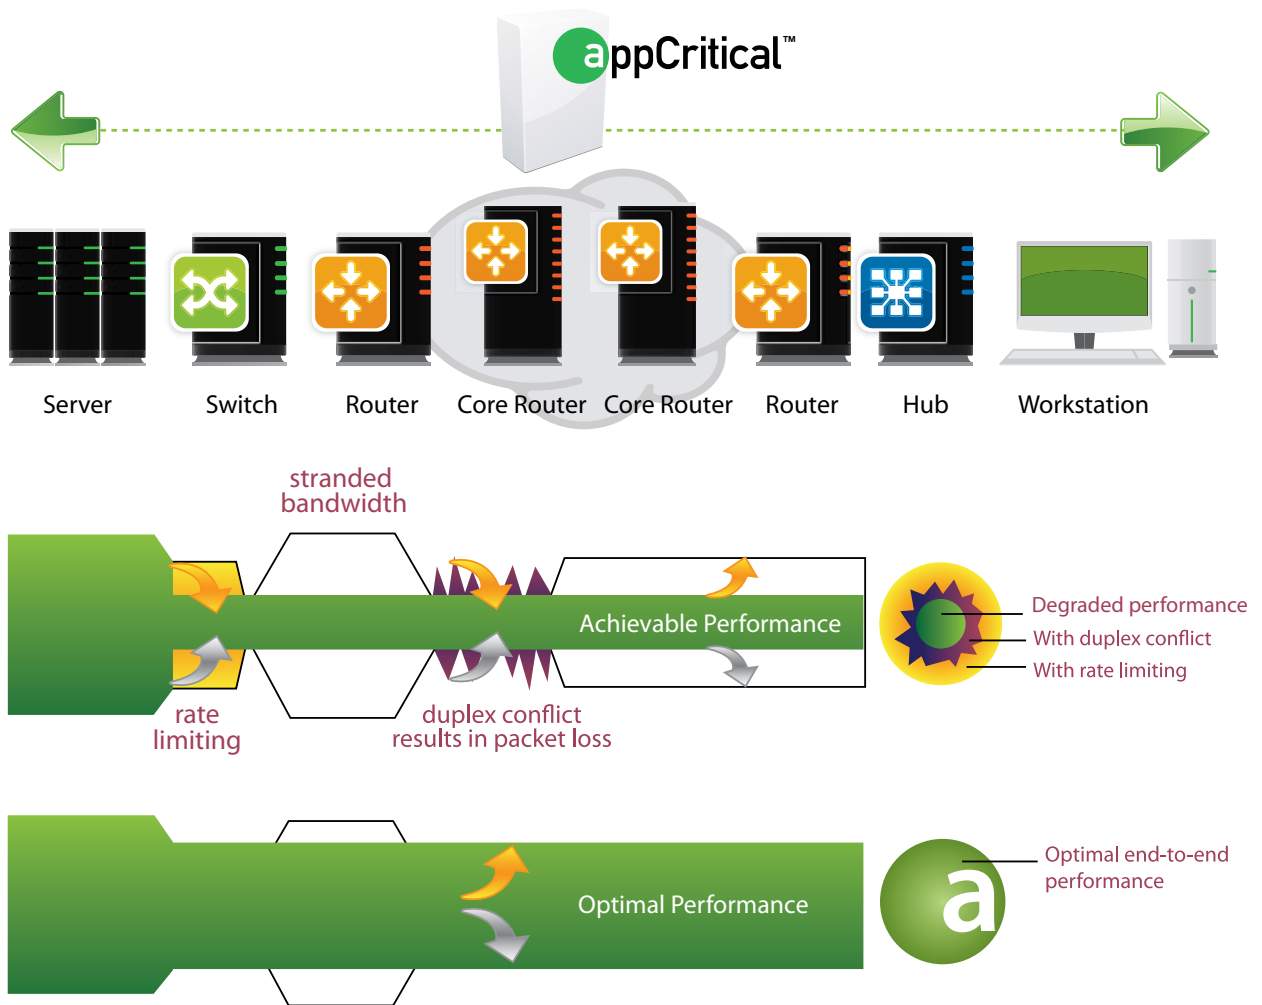 appCritical™
Server
Switch
Router
Core Router
Core Router
Router
Hub
Workstation
stranded
bandwidth
Achievable Performance
Degraded performance
With duplex conflict
With rate limiting
rate
limiting
duplex conflict
results in packet loss
Optimal Performance
a
Optimal end-to-end
performance